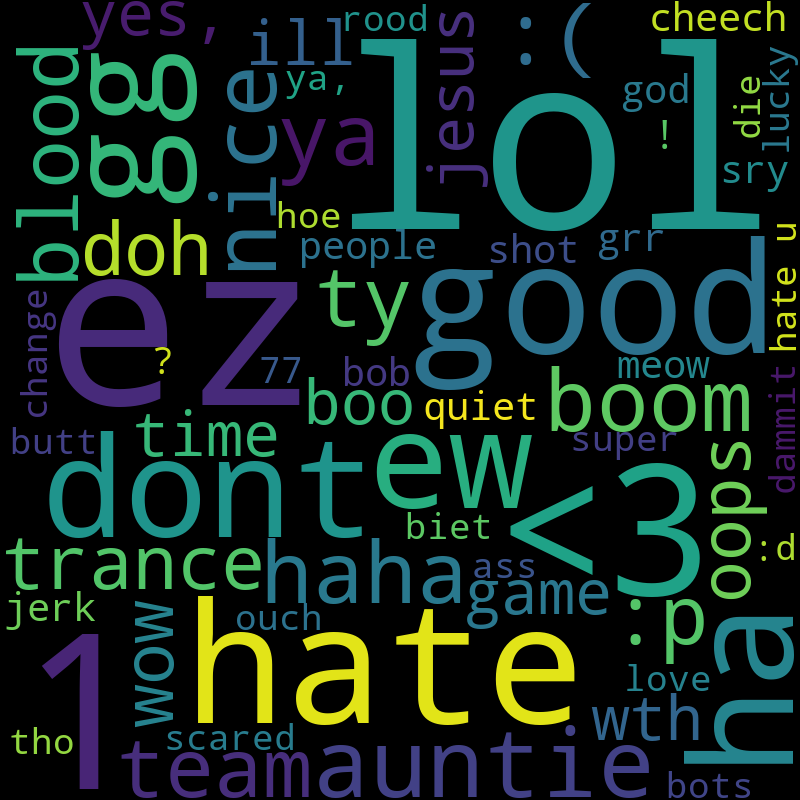 yes,
ill
rood
:(
cheech
gg
lol
jesus
blood
nice
ya,
ya
god
!
die
lucky
sry
hoe
doh
people
shot
grr
hate u
ez
ty
good
change
?
77
bob
meow
boo
quiet
boom
time
butt
super
dammit
dont
ew
<3
oops
biet
:d
trance
haha
ass
game
jerk
ouch
:p
ha
1
wow
hate
love
wth
tho
scared
team
auntie
bots